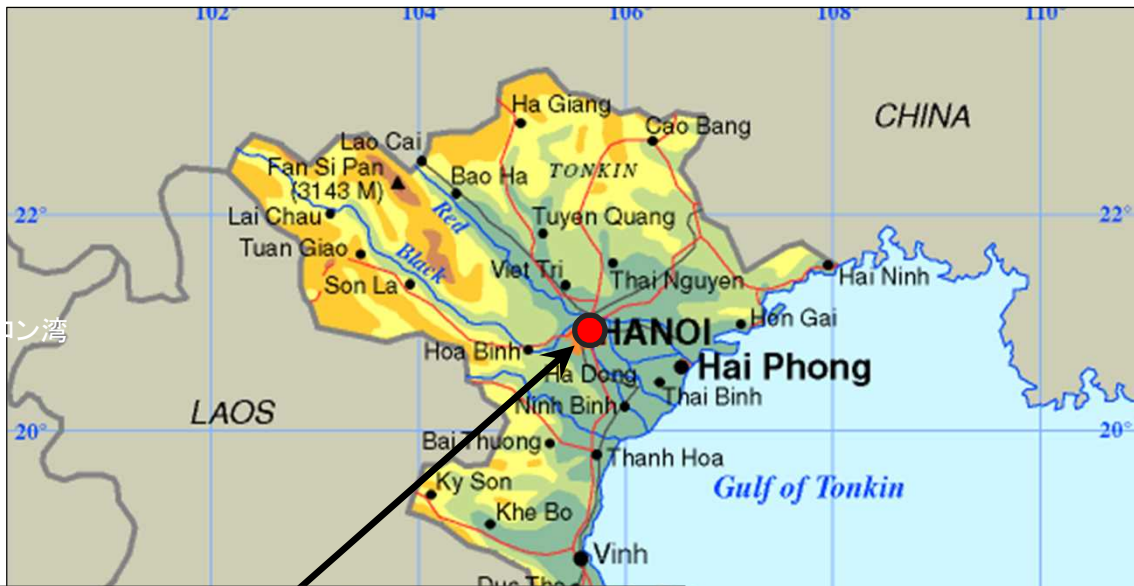 102°
104°
106°
108°
110°
Ha Giang
CHINA
Cao Bang
Lao Cai
Fan Si Pan
(3143 M)
Bao Ha
TONKIN
22°
Lai Chau
Red
Tuyen Quang
22°
Tuan Giao
Black
Viet Tri
Thai Nguyen
Hai Ninh
Son La
ロン湾
Hon Gai
HANOI
Hoa Binh
Hai Phong
Ha Dong
Thai Binh
LAOS
Ninh Binh
20°
Bai Thuong
20°
Thanh Hoa
Ky Son
Gulf of Tonkin
Khe Bo
Vinh
Duc Tho